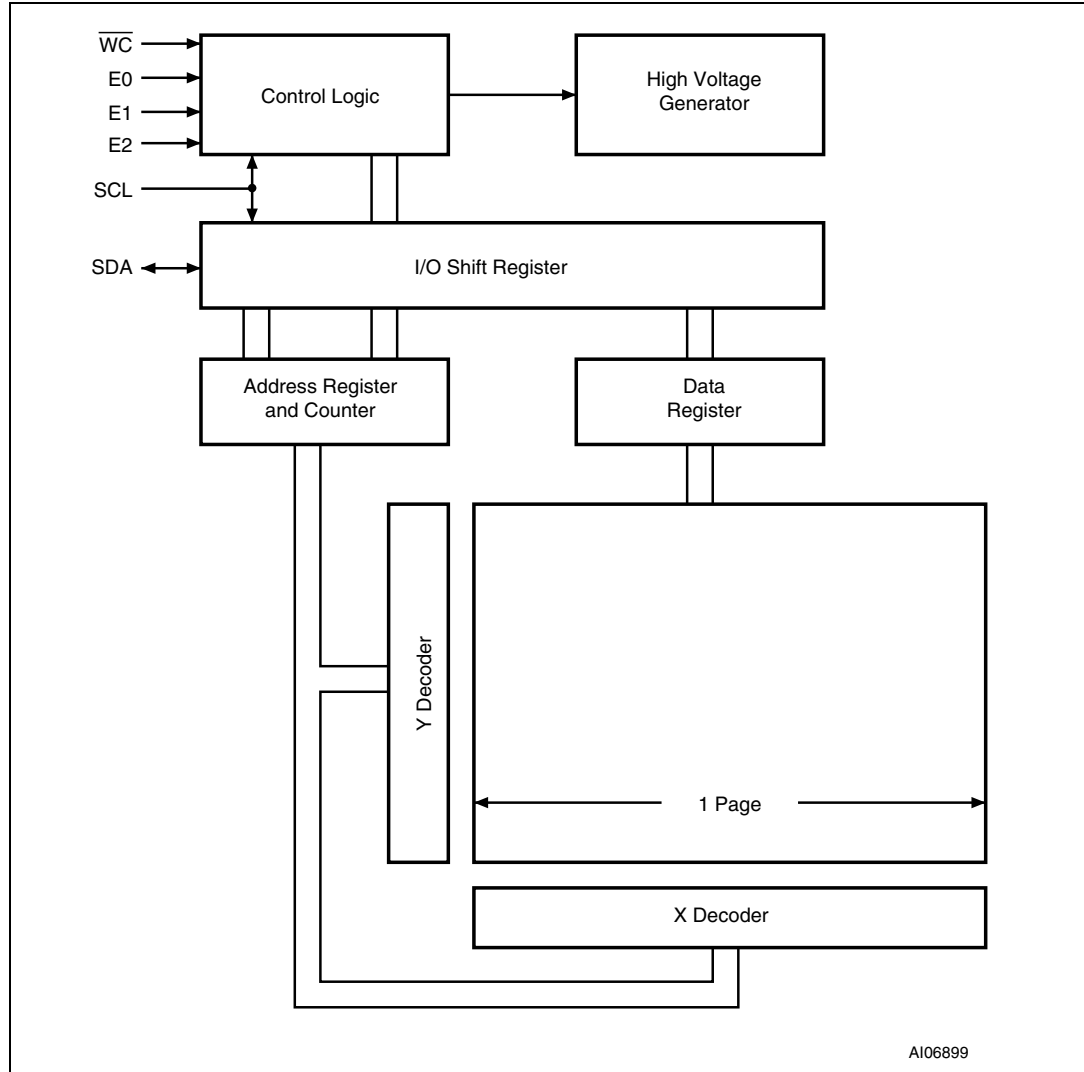 W̅C̅
E0
E1
E2
SCL
SDA
Control Logic
High Voltage
Generator
I/O Shift Register
Address Register
and Counter
Data
Register
Y Decoder
1 Page
X Decoder
AI06899